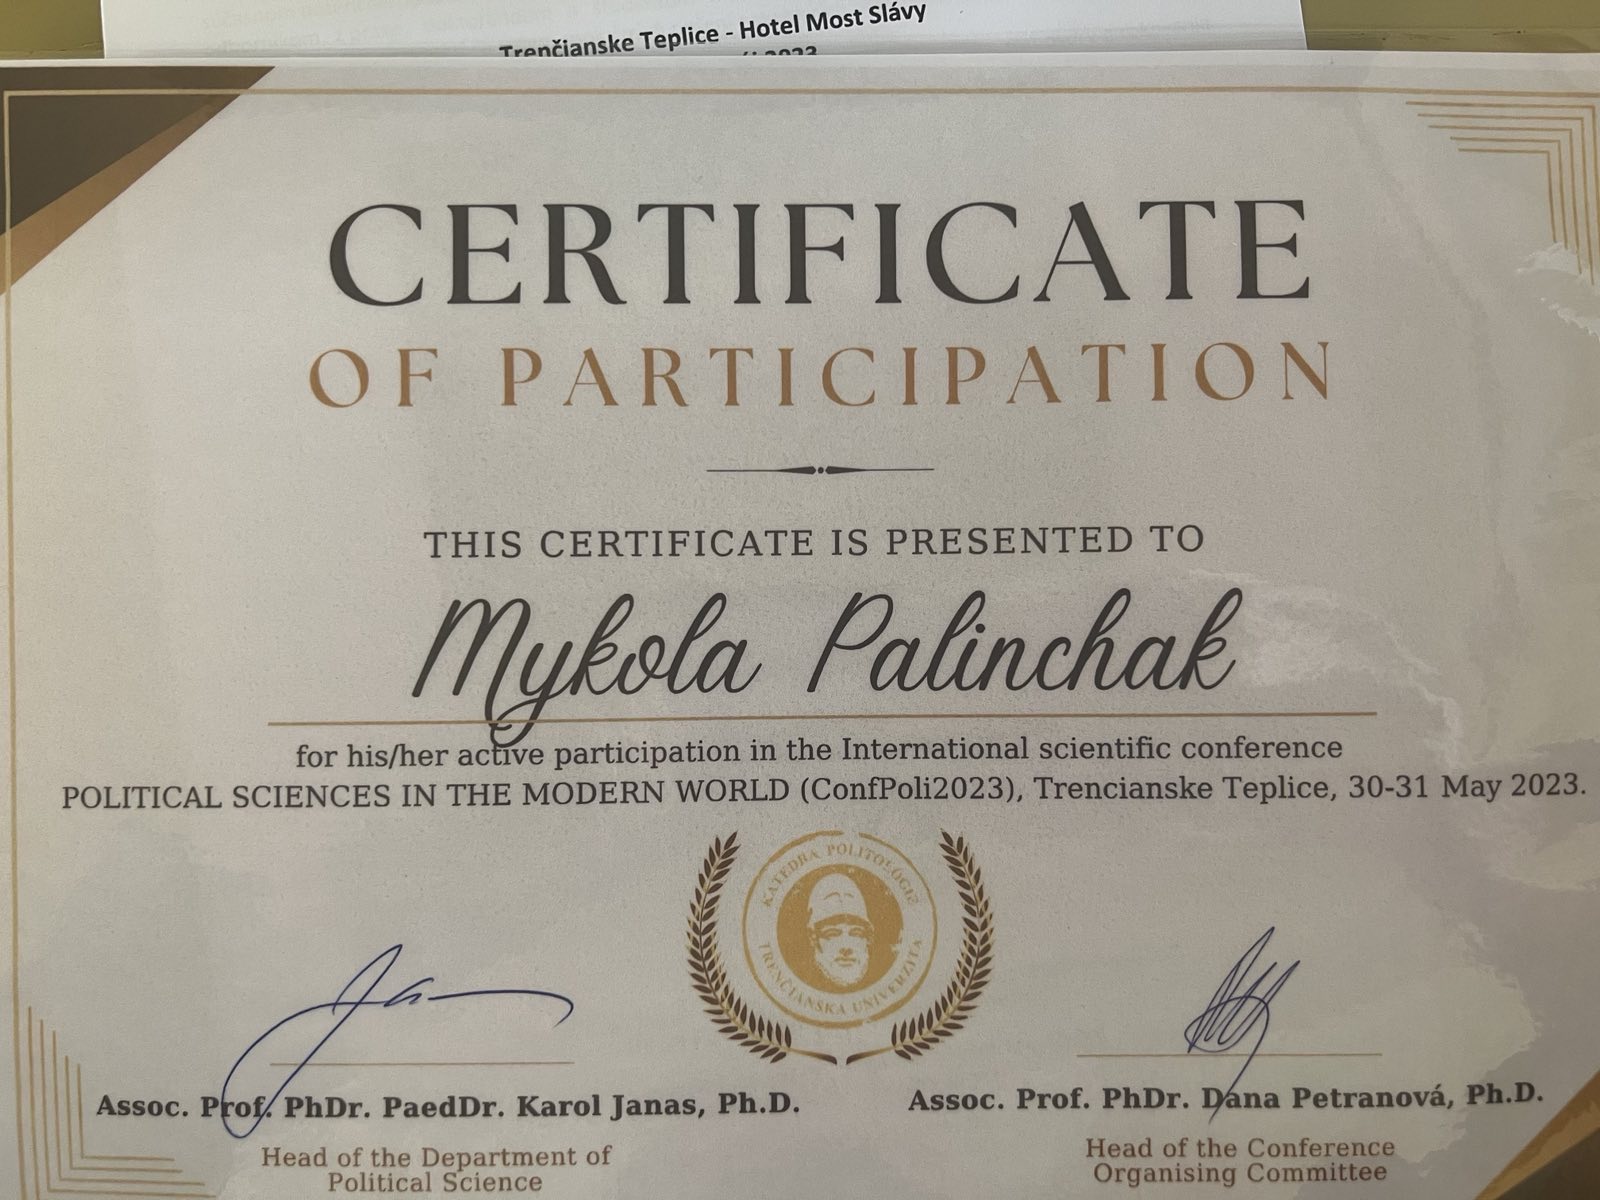 Trenčianske Teplice - Hotel Most Slávy
2023
CERTIFICATE
OF PARTICIPATION
THIS CERTIFICATE IS PRESENTED TO
Mykola Palinchak
for his/her active participation in the International scientific conference
POLITICAL SCIENCES IN THE MODERN WORLD (ConfPoli2023), Trencianske Teplice, 30-31 May 2023.
KATEDRA POLITOLÓGIE
TRENČIANSKA UNIVERZITA
Assoc. Prof. PhDr. PaedDr. Karol Janas, Ph.D.
Head of the Department of
Political Science
Assoc. Prof. PhDr. Dana Petranová, Ph.D.
Head of the Conference
Organising Committee